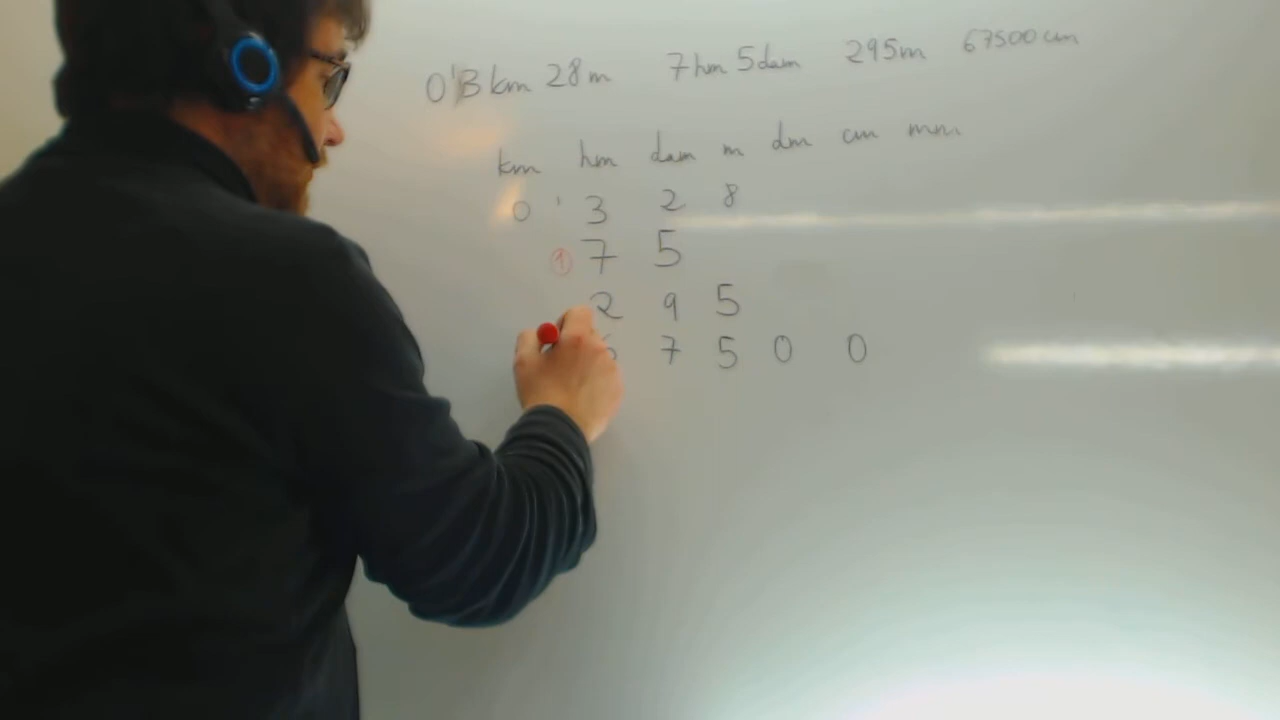 0'3 km 28 m 7 hm 5 dam 295 m 67500 cm
km hm dam m dm cm mm
0 ' 3 2 8
① 7 5
2 9 5
7 5 0 0